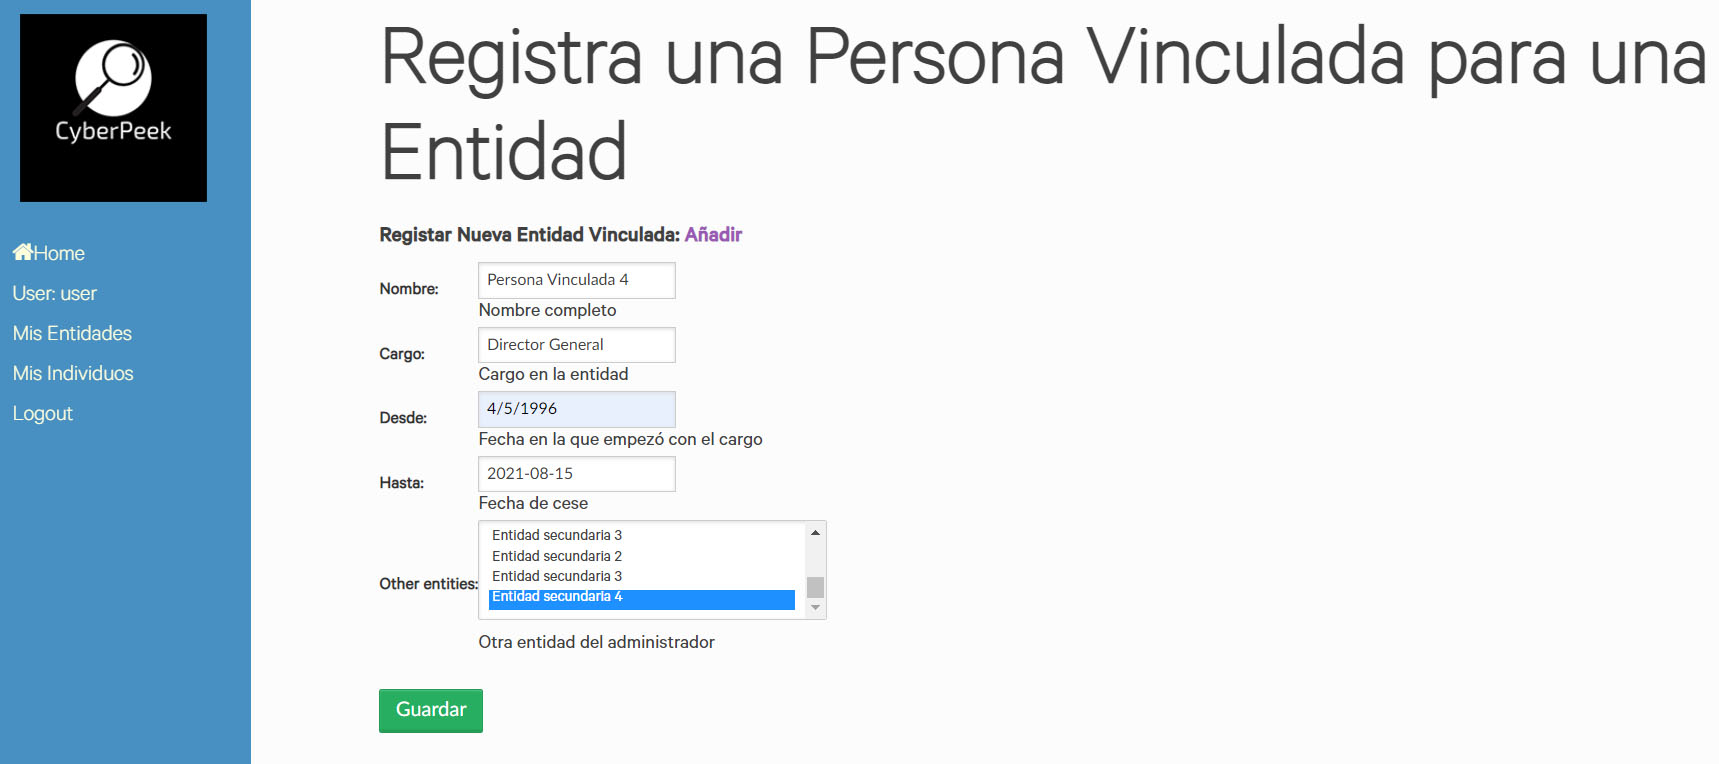 CyberPeek
Home
User: user
Mis Entidades
Mis Individuos
Logout
Registra una Persona Vinculada para una
Entidad
Registar Nueva Entidad Vinculada: Añadir
Nombre: Persona Vinculada 4
Nombre completo
Cargo: Director General
Cargo en la entidad
Desde: 4/5/1996
Fecha en la que empezó con el cargo
Hasta: 2021-08-15
Fecha de cese
Entidad secundaria 3
Entidad secundaria 2
Entidad secundaria 3
Other entities: Entidad secundaria 4
Otra entidad del administrador
Guardar